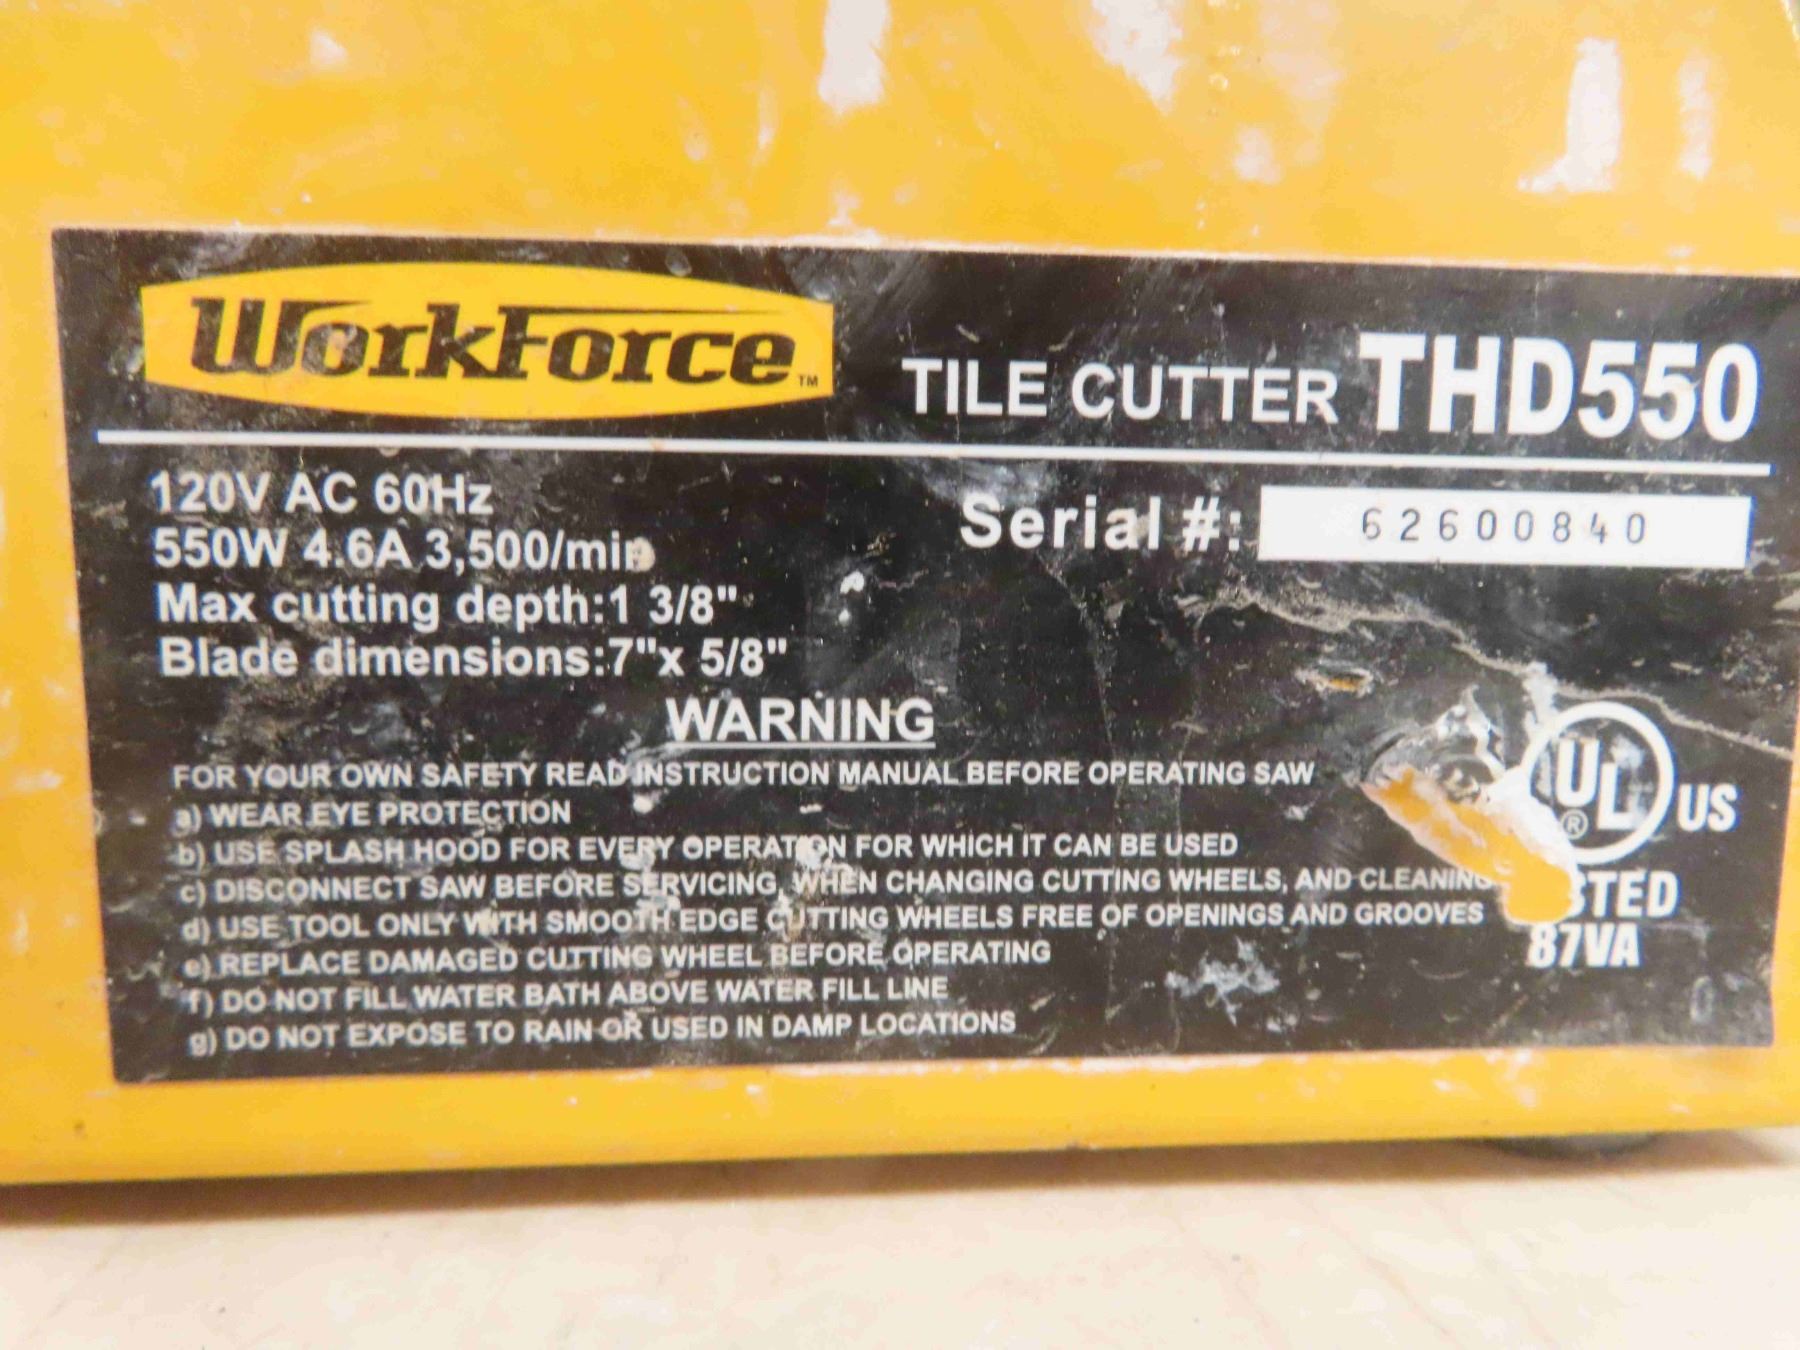 WorkForce™
TILE CUTTER THD550
120V AC 60Hz
550W 4.6A 3,500/min
Max cutting depth:1 3/8"
Blade dimensions:7"x 5/8"
Serial #: 62600840
WARNING
FOR YOUR OWN SAFETY READ INSTRUCTION MANUAL BEFORE OPERATING SAW
a) WEAR EYE PROTECTION
b) USE SPLASH HOOD FOR EVERY OPERATION FOR WHICH IT CAN BE USED
c) DISCONNECT SAW BEFORE SERVICING, WHEN CHANGING CUTTING WHEELS, AND CLEANING
d) USE TOOL ONLY WITH SMOOTH EDGE CUTTING WHEELS FREE OF OPENINGS AND GROOVES
e) REPLACE DAMAGED CUTTING WHEEL BEFORE OPERATING
f) DO NOT FILL WATER BATH ABOVE WATER FILL LINE
g) DO NOT EXPOSE TO RAIN OR USED IN DAMP LOCATIONS
UL® US
87VA